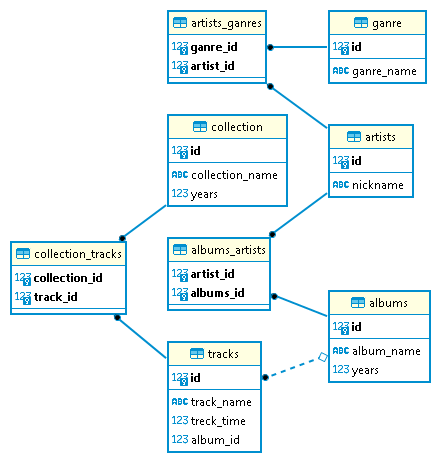 artists_genres
123 ganre_id
123 artist_id
ganre
123 id
ABC ganre_name
collection
123 id
ABC collection_name
123 years
artists
123 id
ABC nickname
collection_tracks
123 collection_id
123 track_id
albums_artists
123 artist_id
123 albums_id
albums
123 id
ABC album_name
123 years
tracks
123 id
ABC track_name
123 treck_time
123 album_id